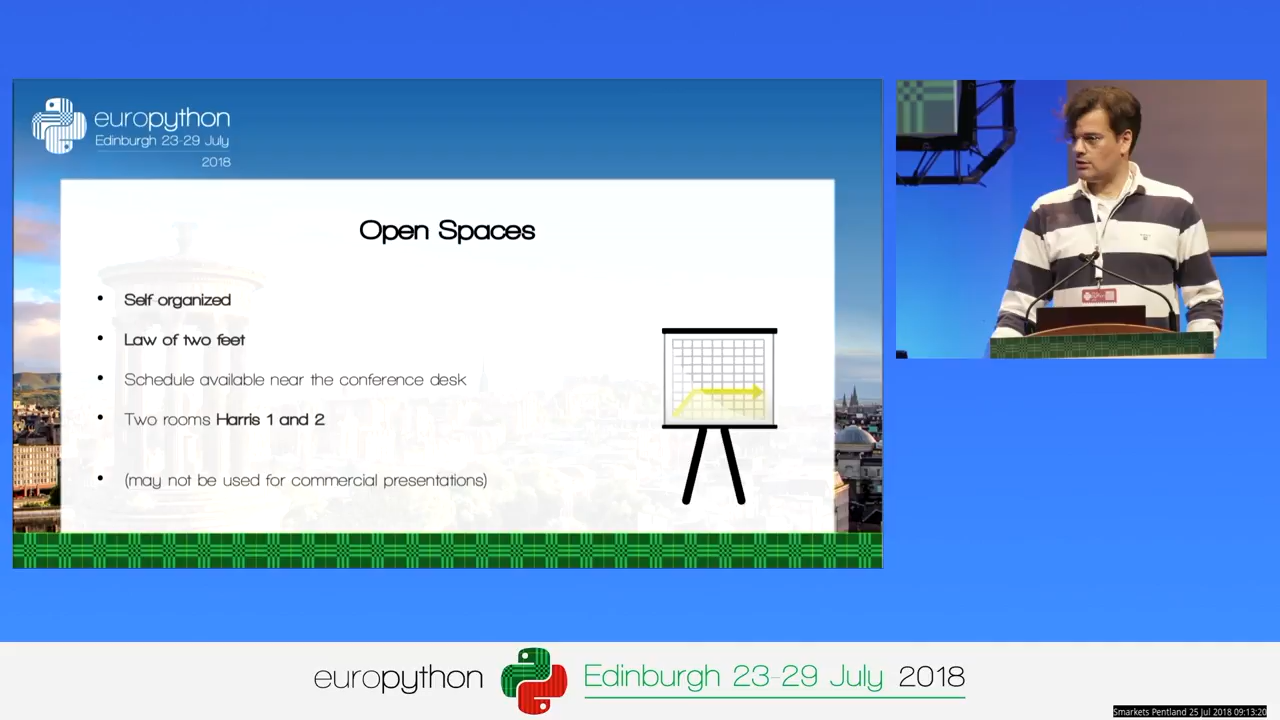 europython
Edinburgh 23-29 July
2018
Open Spaces
• Self organized
• Law of two feet
• Schedule available near the conference desk
• Two rooms Harris 1 and 2
• (may not be used for commercial presentations)
europython Edinburgh 23-29 July 2018
Smarkets Pentland 25 Jul 2018 09:13:20